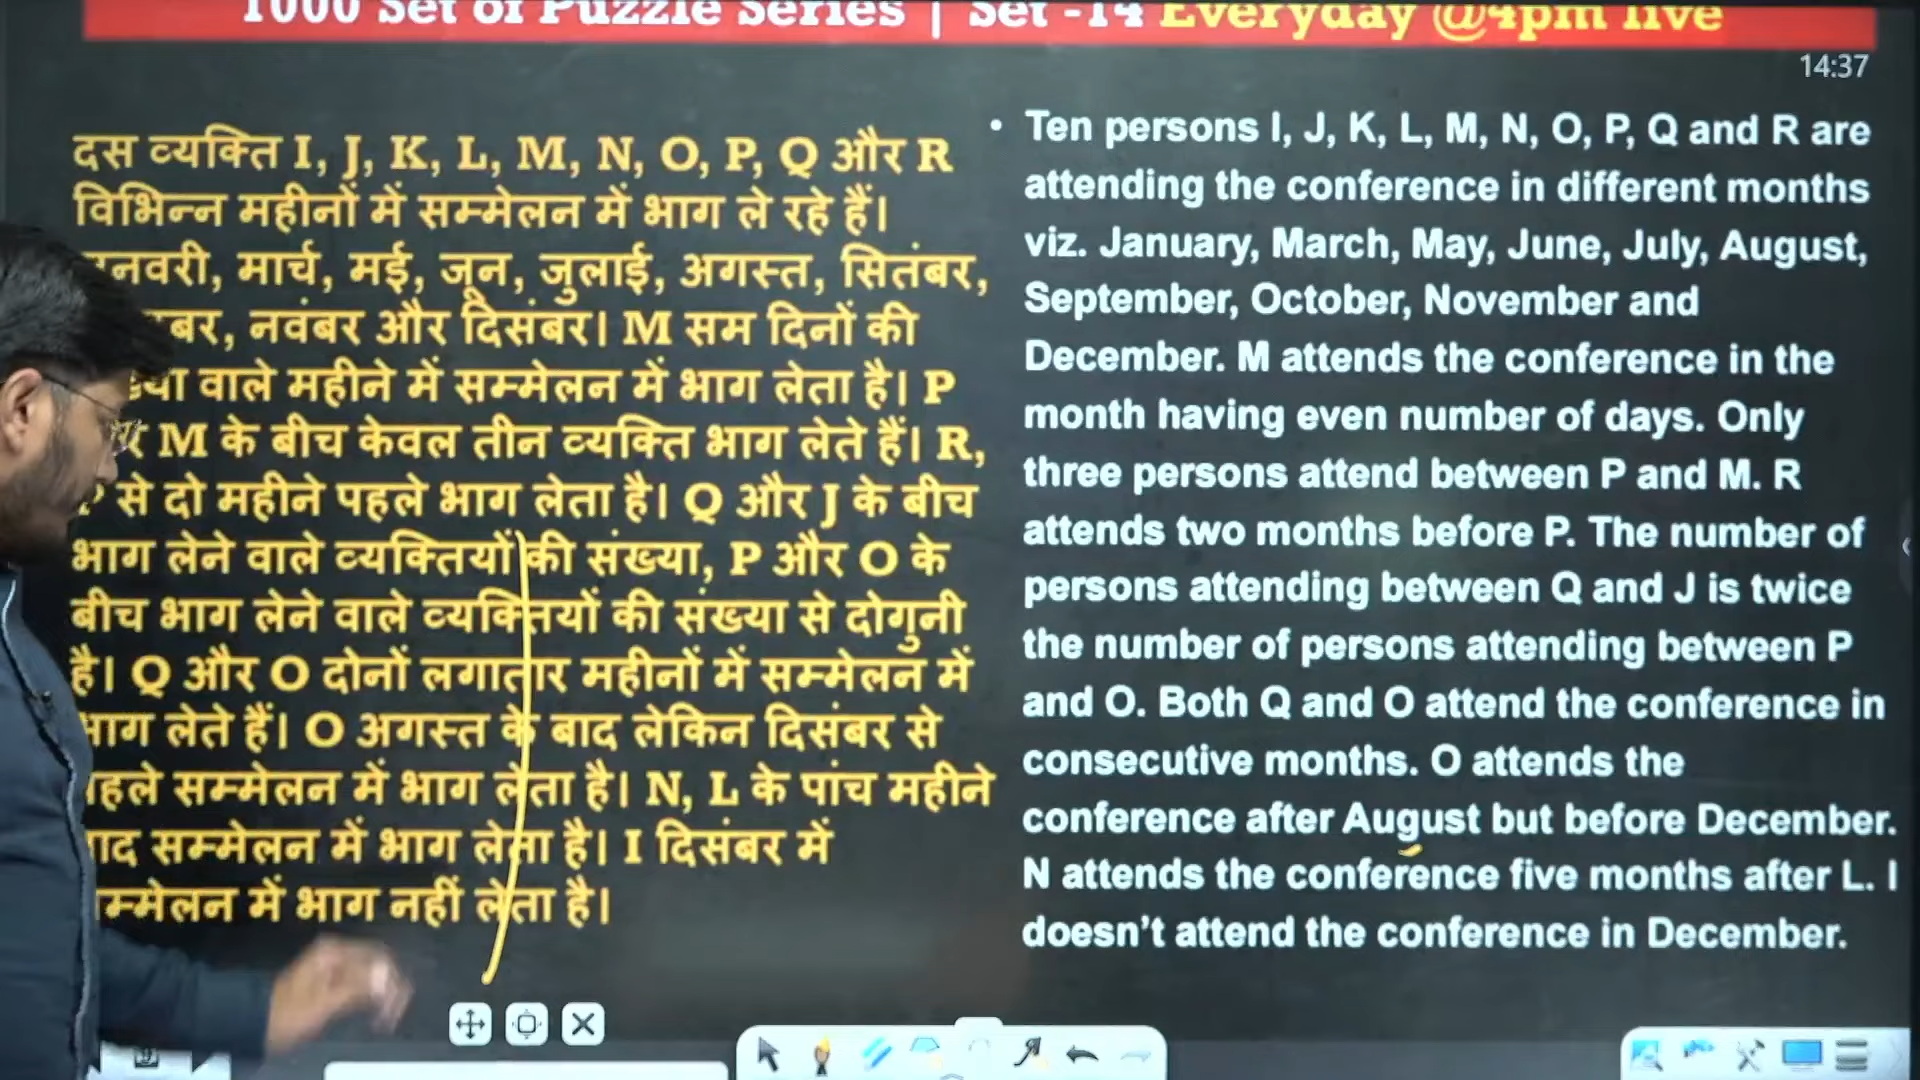 1000 Set of Puzzle Series | Set -14 Everyday @4pm live
14:37
दस व्यक्ति I, J, K, L, M, N, O, P, Q और R
विभिन्न महीनों में सम्मेलन में भाग ले रहे हैं।
मार्च, मई, जून, जुलाई, अगस्त, सितंबर,
नवंबर और दिसंबर। M सम दिनों की
वाले महीने में सम्मेलन में भाग लेता है। P
M के बीच केवल तीन व्यक्ति भाग लेते हैं। R,
P से दो महीने पहले भाग लेता है। Q और J के बीच
भाग लेने वाले व्यक्तियों की संख्या, P और O के
बीच भाग लेने वाले व्यक्तियों की संख्या से दोगुनी
है। Q और O दोनों लगातार महीनों में सम्मेलन में
भाग लेते हैं। O अगस्त के बाद लेकिन दिसंबर से
पहले सम्मेलन में भाग लेता है। N, L के पांच महीने
बाद सम्मेलन में भाग लेता है। I दिसंबर में
सम्मेलन में भाग नहीं लेता है।
• Ten persons I, J, K, L, M, N, O, P, Q and R are
attending the conference in different months
viz. January, March, May, June, July, August,
September, October, November and
December. M attends the conference in the
month having even number of days. Only
three persons attend between P and M. R
attends two months before P. The number of
persons attending between Q and J is twice
the number of persons attending between P
and O. Both Q and O attend the conference in
consecutive months. O attends the
conference after August but before December.
N attends the conference five months after L. I
doesn’t attend the conference in December.